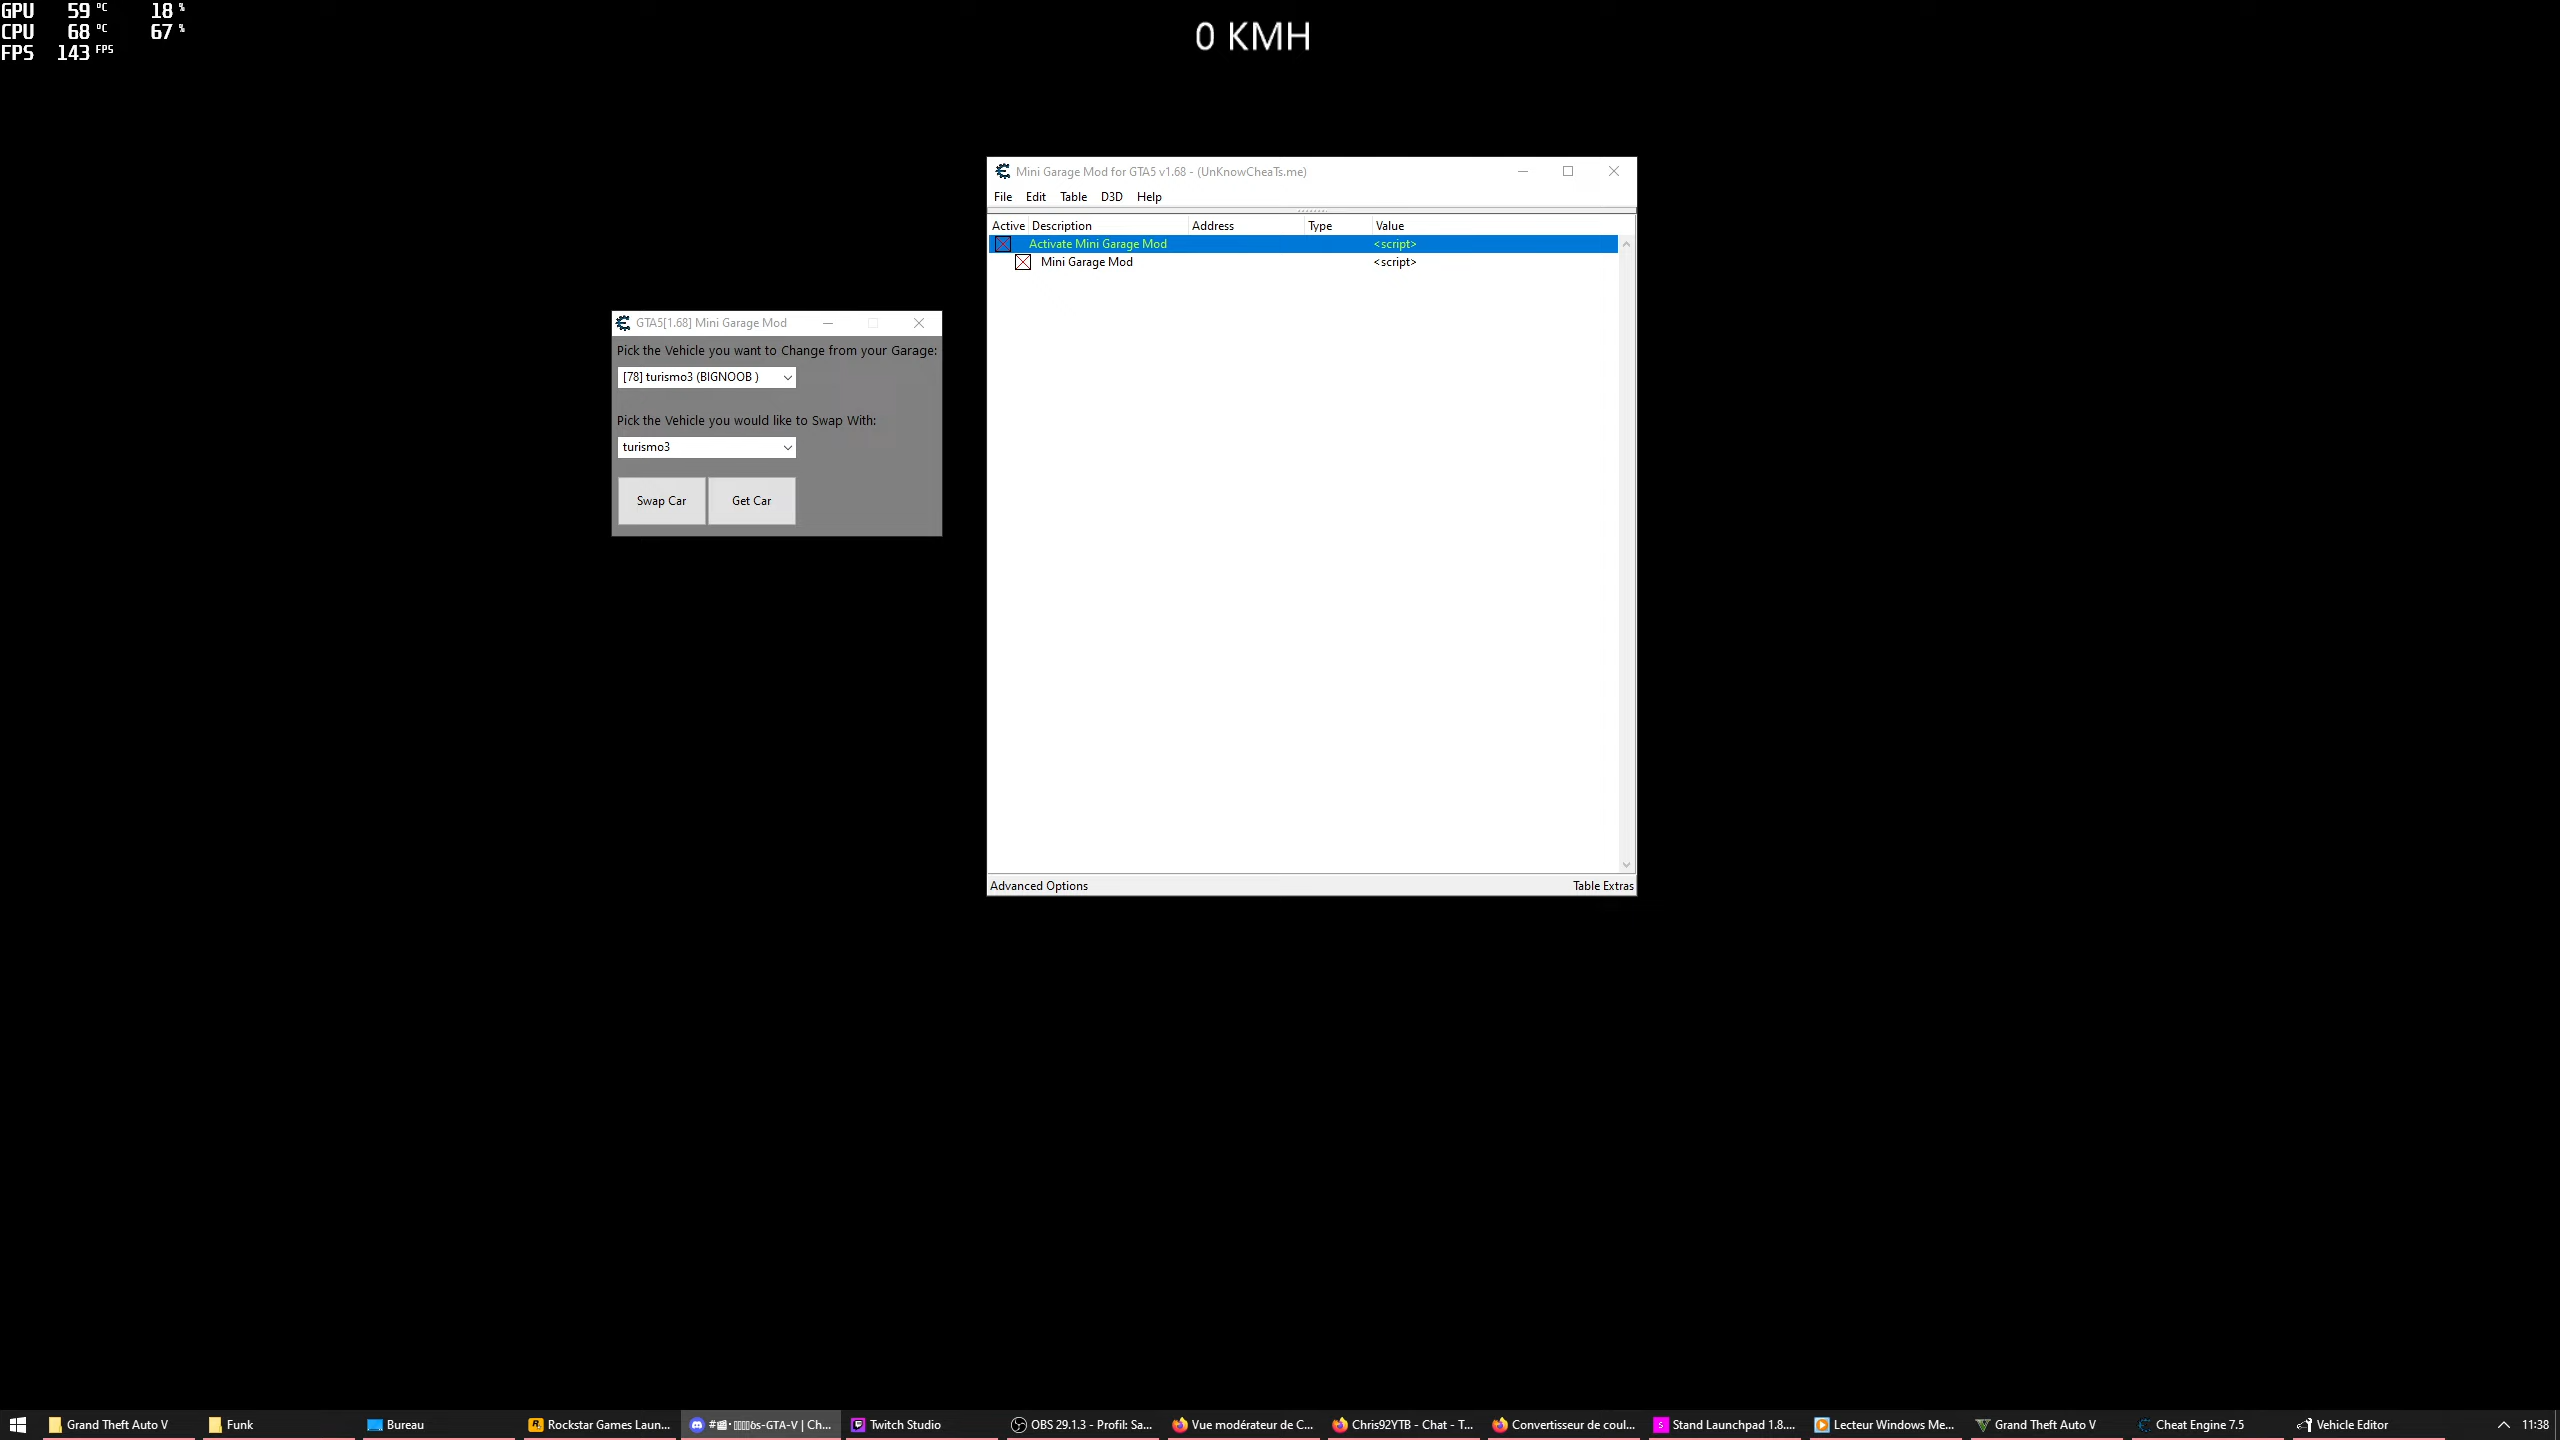 GPU 59 °C 18 %
CPU 68 °C 67 %
FPS 143 FPS
0 KMH
Mini Garage Mod for GTA5 v1.68 - (UnKnowCheaTs.me)
File Edit Table D3D Help
Active Description Address Type Value
Activate Mini Garage Mod <script>
Mini Garage Mod <script>
Advanced Options Table Extras
GTA5[1.68] Mini Garage Mod
Pick the Vehicle you want to Change from your Garage:
[78] turismo3 (BIGNOOB )
Pick the Vehicle you would like to Swap With:
turismo3
Swap Car Get Car
Grand Theft Auto V Funk Bureau Rockstar Games Laun... s-GTA-V | Ch... Twitch Studio OBS 29.1.3 - Profil: Sa... Vue modérateur de C... Chris92YTB - Chat - T... Convertisseur de coul... Stand Launchpad 1.8.... Lecteur Windows Me... Grand Theft Auto V Cheat Engine 7.5 Vehicle Editor 11:38